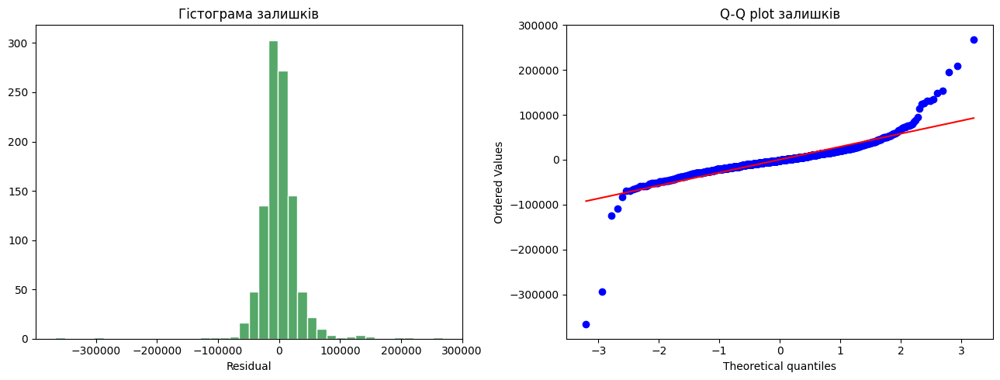 Гістограма залишків
300
250
200
150
100
50
0
−300000 −200000 −100000 0 100000 200000 300000
Residual
Q-Q plot залишків
300000
200000
100000
0
−100000
−200000
−300000
Ordered Values
−3 −2 −1 0 1 2 3
Theoretical quantiles